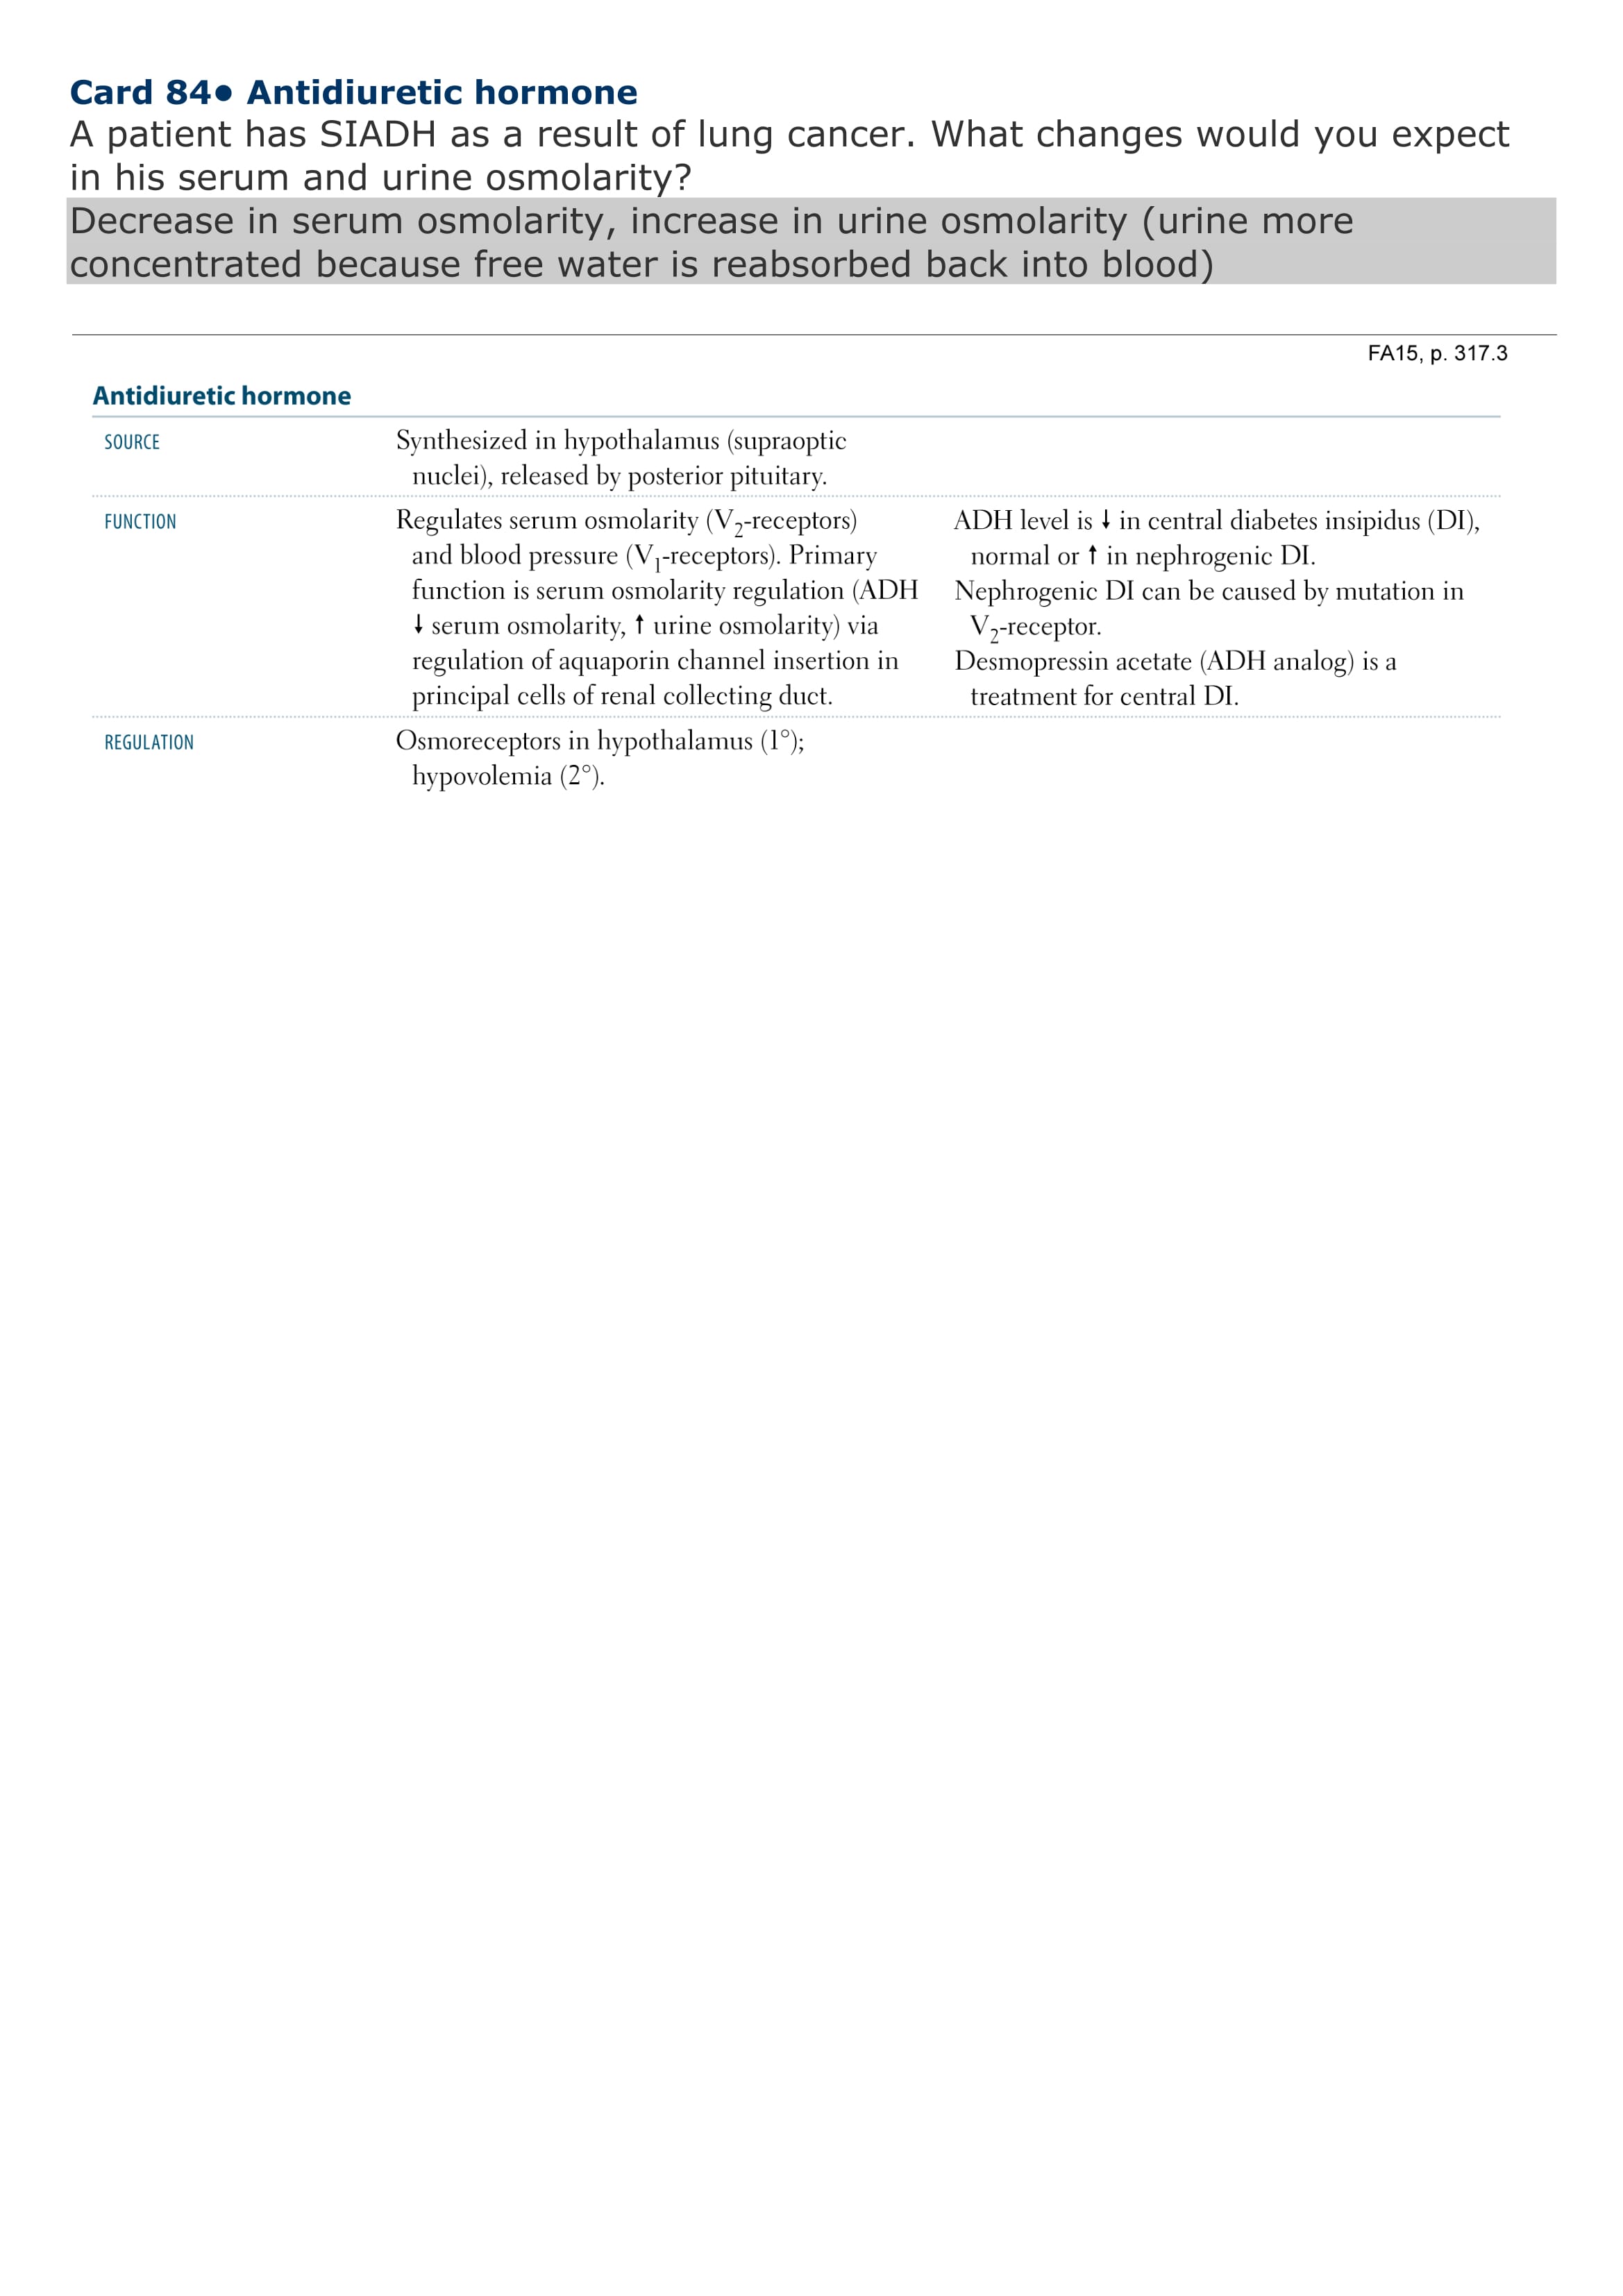 Card 84● Antidiuretic hormone
A patient has SIADH as a result of lung cancer. What changes would you expect
in his serum and urine osmolarity?
Decrease in serum osmolarity, increase in urine osmolarity (urine more
concentrated because free water is reabsorbed back into blood)
FA15, p. 317.3
Antidiuretic hormone
SOURCE
Synthesized in hypothalamus (supraoptic
nuclei), released by posterior pituitary.
FUNCTION
Regulates serum osmolarity (V₂-receptors)
and blood pressure (V₁-receptors). Primary
function is serum osmolarity regulation (ADH
↓ serum osmolarity, ↑ urine osmolarity) via
regulation of aquaporin channel insertion in
principal cells of renal collecting duct.
ADH level is ↓ in central diabetes insipidus (DI),
normal or ↑ in nephrogenic DI.
Nephrogenic DI can be caused by mutation in
V₂-receptor.
Desmopressin acetate (ADH analog) is a
treatment for central DI.
REGULATION
Osmoreceptors in hypothalamus (1°);
hypovolemia (2°).